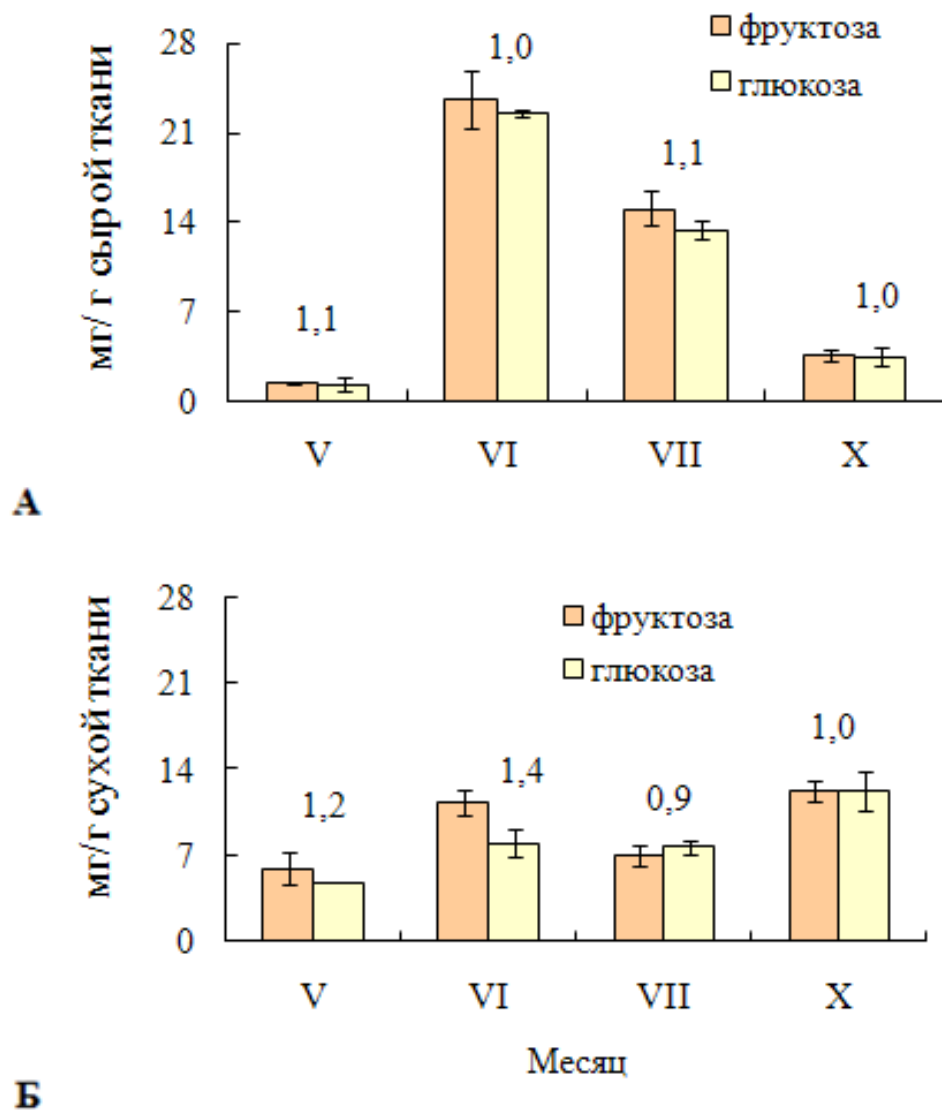 28
21
14
7
0
мг/ г сырой ткани
фруктоза
глюкоза
1,1
1,0
1,1
1,0
V VI VII X
А
28
21
14
7
0
мг/г сухой ткани
фруктоза
глюкоза
1,2
1,4
0,9
1,0
V VI VII X
Месяц
Б